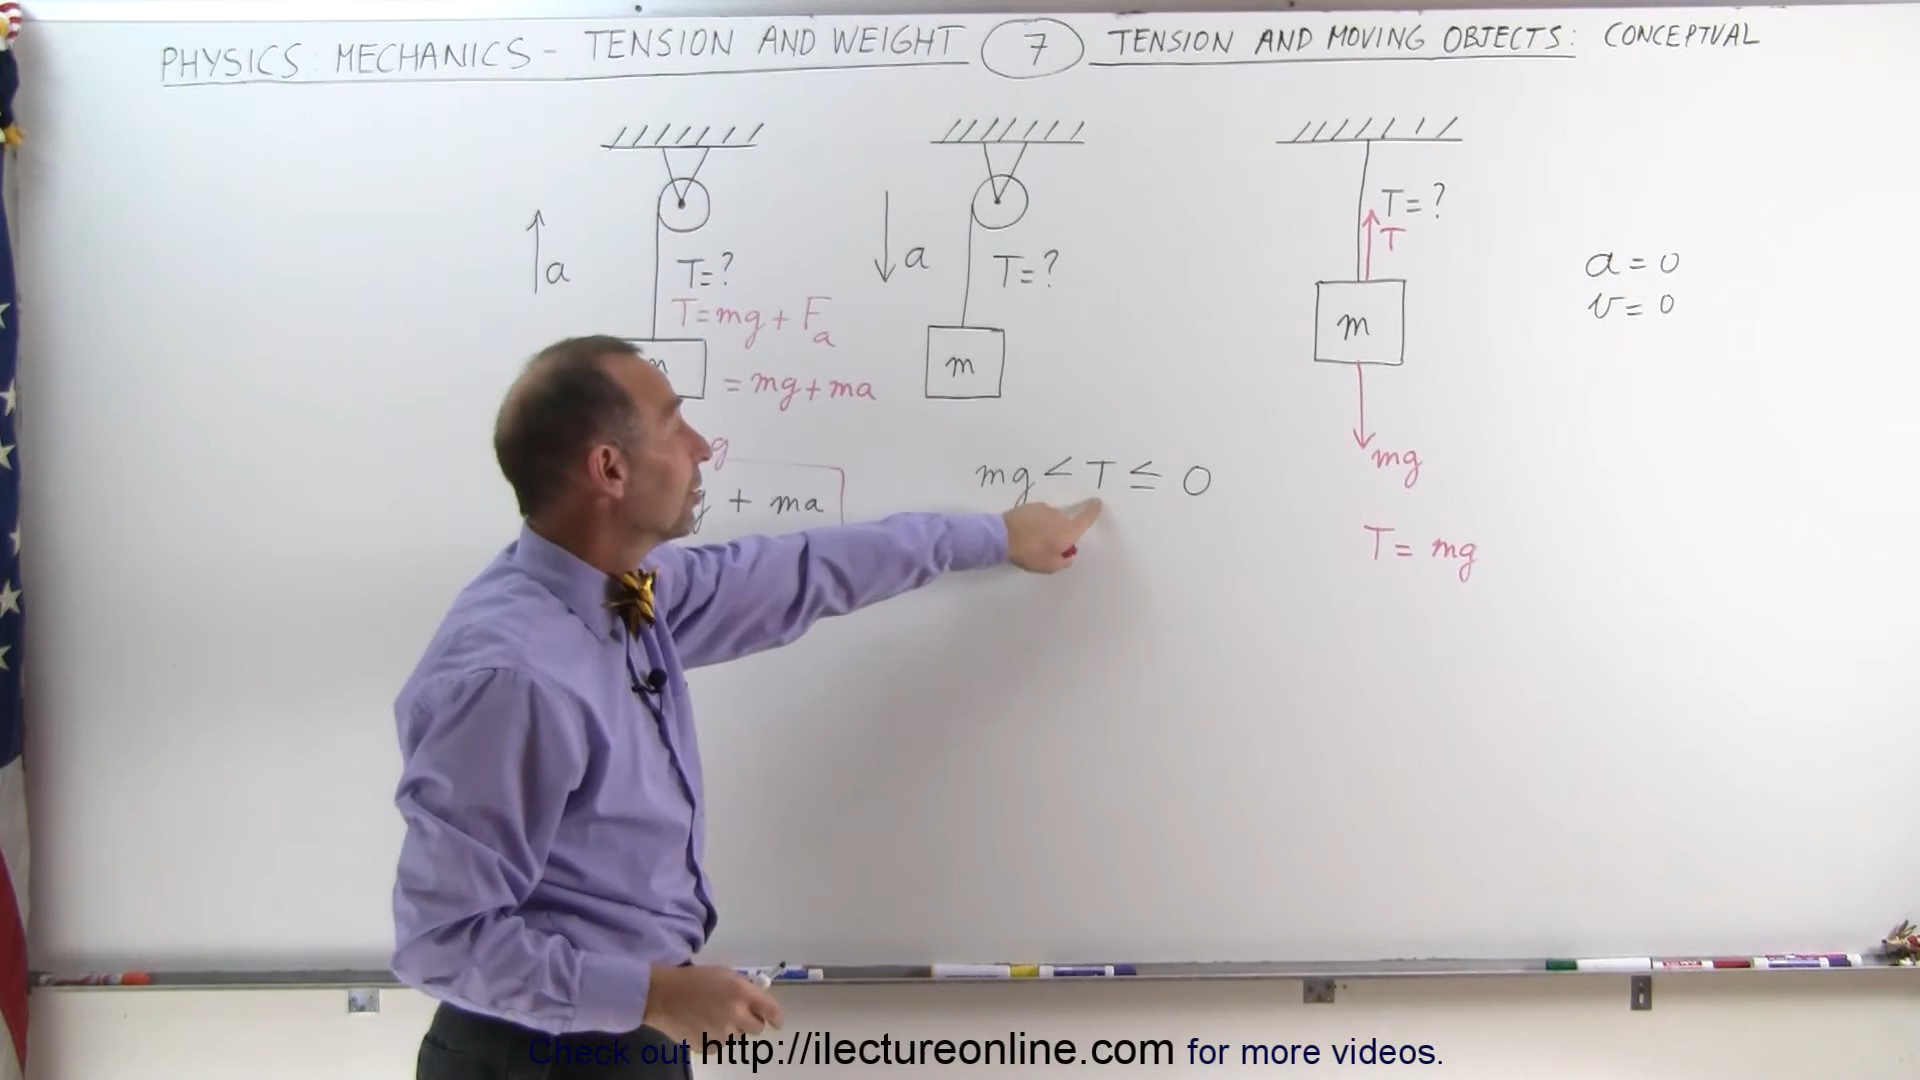 PHYSICS: MECHANICS - TENSION AND WEIGHT 7 TENSION AND MOVING OBJECTS: CONCEPTUAL
a
T=?
T=mg+Fa
= mg+ma
g
g + ma
a
T=?
m
mg < T ≤ 0
T=?
T
m
mg
T= mg
a = 0
v = 0
Check out http://ilectureonline.com for more videos.